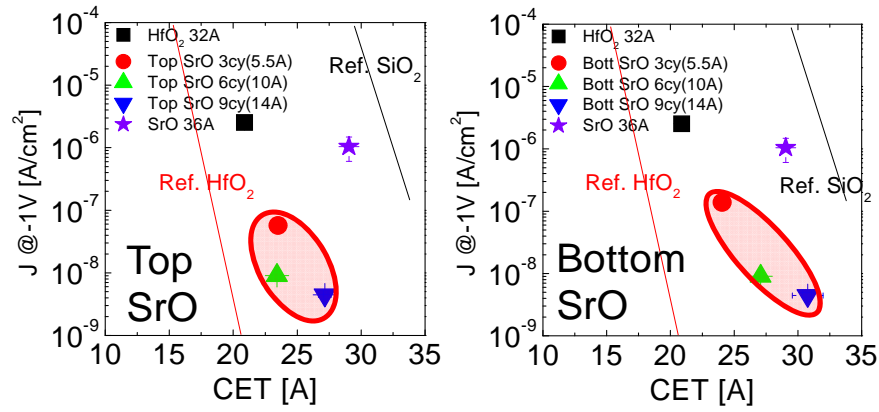 10⁻⁴
10⁻⁵
10⁻⁶
10⁻⁷
10⁻⁸
10⁻⁹
J @-1V [A/cm²]
HfO₂ 32A
Top SrO 3cy(5.5A)
Top SrO 6cy(10A)
Top SrO 9cy(14A)
SrO 36A
Ref. SiO₂
Ref. HfO₂
Top
SrO
10 15 20 25 30 35
CET [A]
10⁻⁴
10⁻⁵
10⁻⁶
10⁻⁷
10⁻⁸
10⁻⁹
J @-1V [A/cm²]
HfO₂ 32A
Bott SrO 3cy(5.5A)
Bott SrO 6cy(10A)
Bott SrO 9cy(14A)
SrO 36A
Ref. HfO₂
Ref. SiO₂
Bottom
SrO
10 15 20 25 30 35
CET [A]